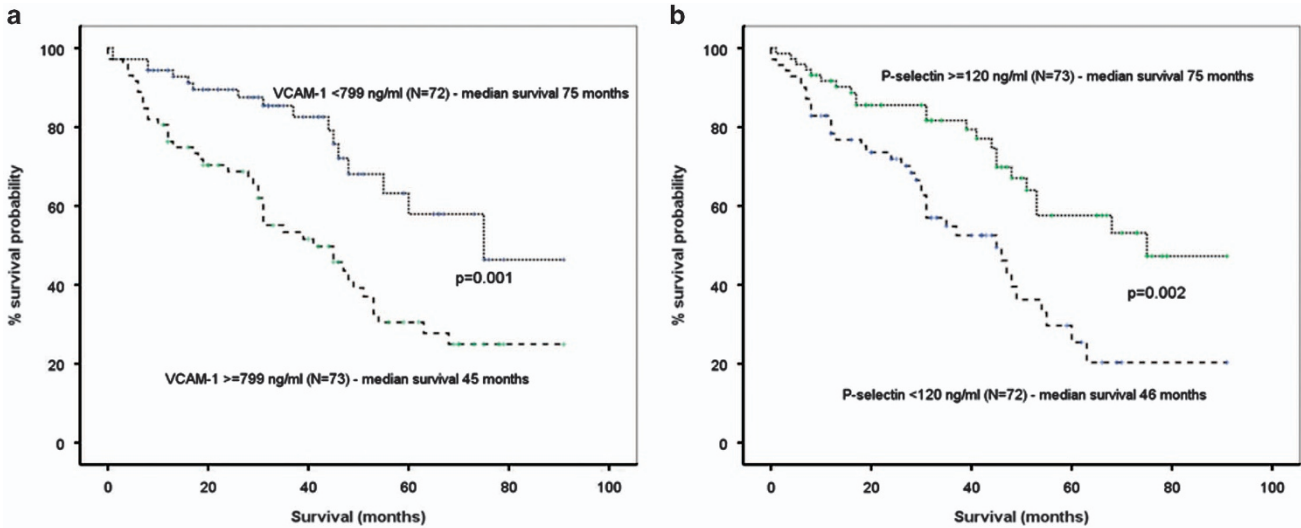 a
100
80
60
40
20
0
% survival probability
VCAM-1 <799 ng/ml (N=72) - median survival 75 months
p=0.001
VCAM-1 >=799 ng/ml (N=73) - median survival 45 months
0 20 40 60 80 100
Survival (months)
b
100
80
60
40
20
0
% survival probability
P-selectin >=120 ng/ml (N=73) - median survival 75 months
p=0.002
P-selectin <120 ng/ml (N=72) - median survival 46 months
0 20 40 60 80 100
Survival (months)